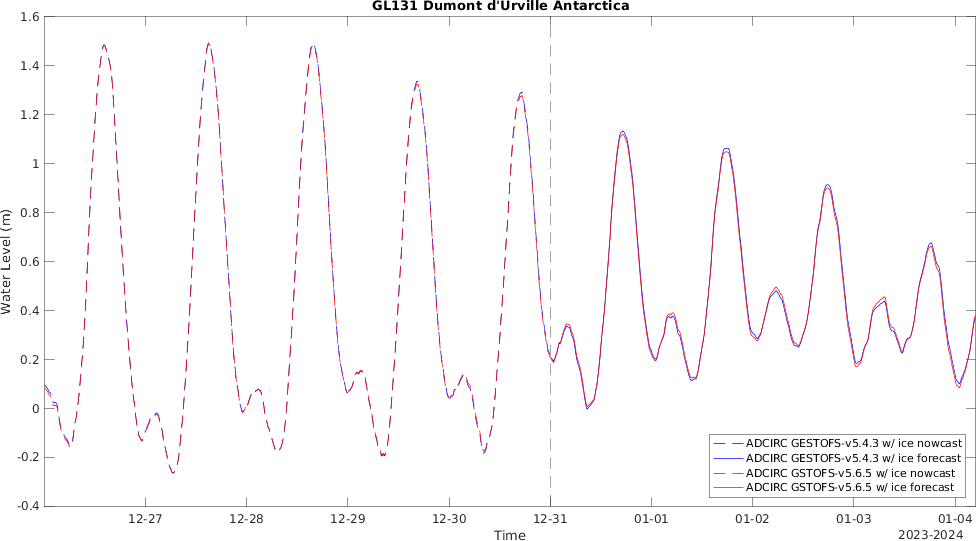 GL131 Dumont d'Urville Antarctica
1.6
1.4
1.2
1
0.8
0.6
0.4
0.2
0
-0.2
-0.4
Water Level (m)
12-27 12-28 12-29 12-30 12-31 01-01 01-02 01-03 01-04
Time
2023-2024
ADCIRC GESTOFS-v5.4.3 w/ ice nowcast
ADCIRC GESTOFS-v5.4.3 w/ ice forecast
ADCIRC GSTOFS-v5.6.5 w/ ice nowcast
ADCIRC GSTOFS-v5.6.5 w/ ice forecast